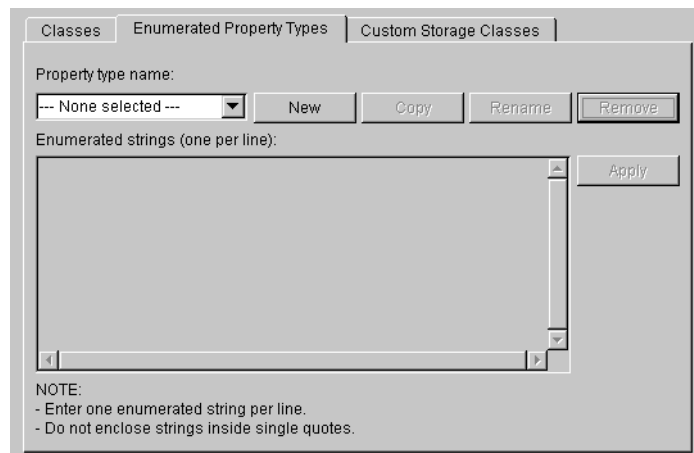 Classes Enumerated Property Types Custom Storage Classes
Property type name:
--- None selected --- New Copy Rename Remove
Enumerated strings (one per line):
Apply
NOTE:
- Enter one enumerated string per line.
- Do not enclose strings inside single quotes.